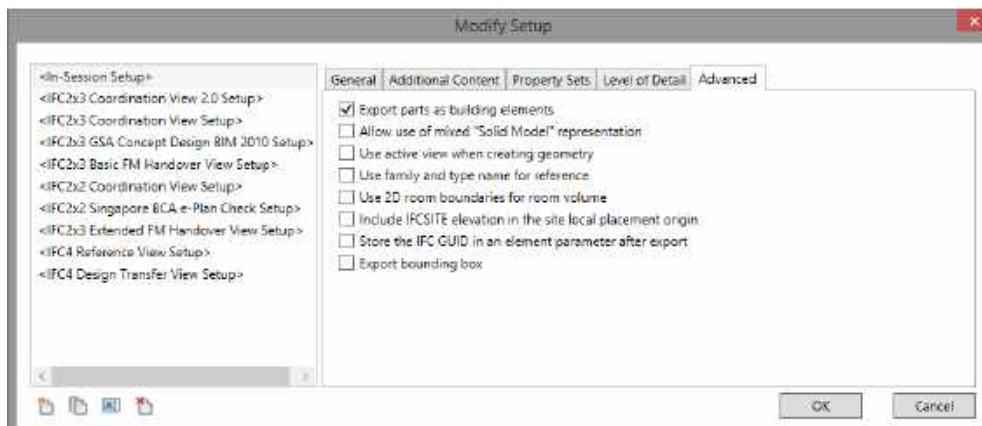 Modify Setup
<In-Session Setup>
<IFC2x3 Coordination View 2.0 Setup>
<IFC2x3 Coordination View Setup>
<IFC2x3 GSA Concept Design BIM 2010 Setup>
<IFC2x3 Basic FM Handover View Setup>
<IFC2x2 Coordination View Setup>
<IFC2x2 Singapore BCA e-Plan Check Setup>
<IFC2x3 Extended FM Handover View Setup>
<IFC4 Reference View Setup>
<IFC4 Design Transfer View Setup>
General Additional Content Property Sets Level of Detail Advanced
Export parts as building elements
Allow use of mixed "Solid Model" representation
Use active view when creating geometry
Use family and type name for reference
Use 2D room boundaries for room volume
Include IFCSITE elevation in the site local placement origin
Store the IFC GUID in an element parameter after export
Export bounding box
OK Cancel